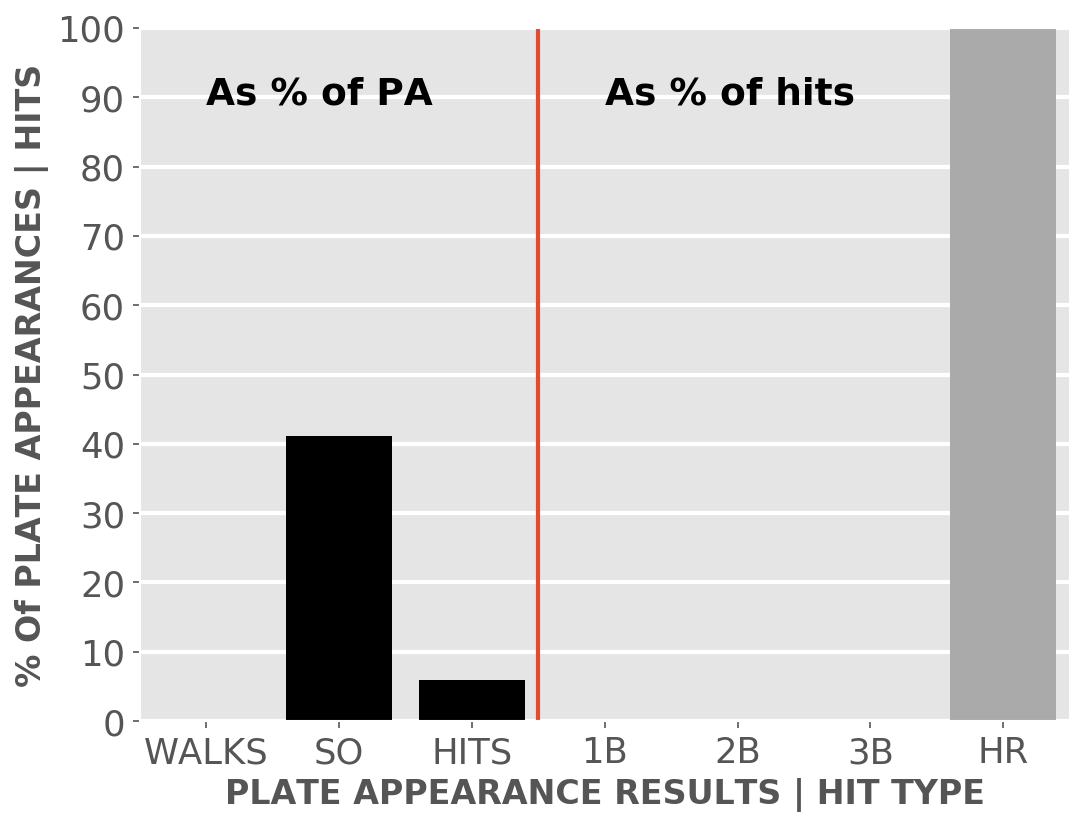 % Of PLATE APPEARANCES | HITS
100
90
80
70
60
50
40
30
20
10
0
As % of PA
As % of hits
WALKS SO HITS 1B 2B 3B HR
PLATE APPEARANCE RESULTS | HIT TYPE